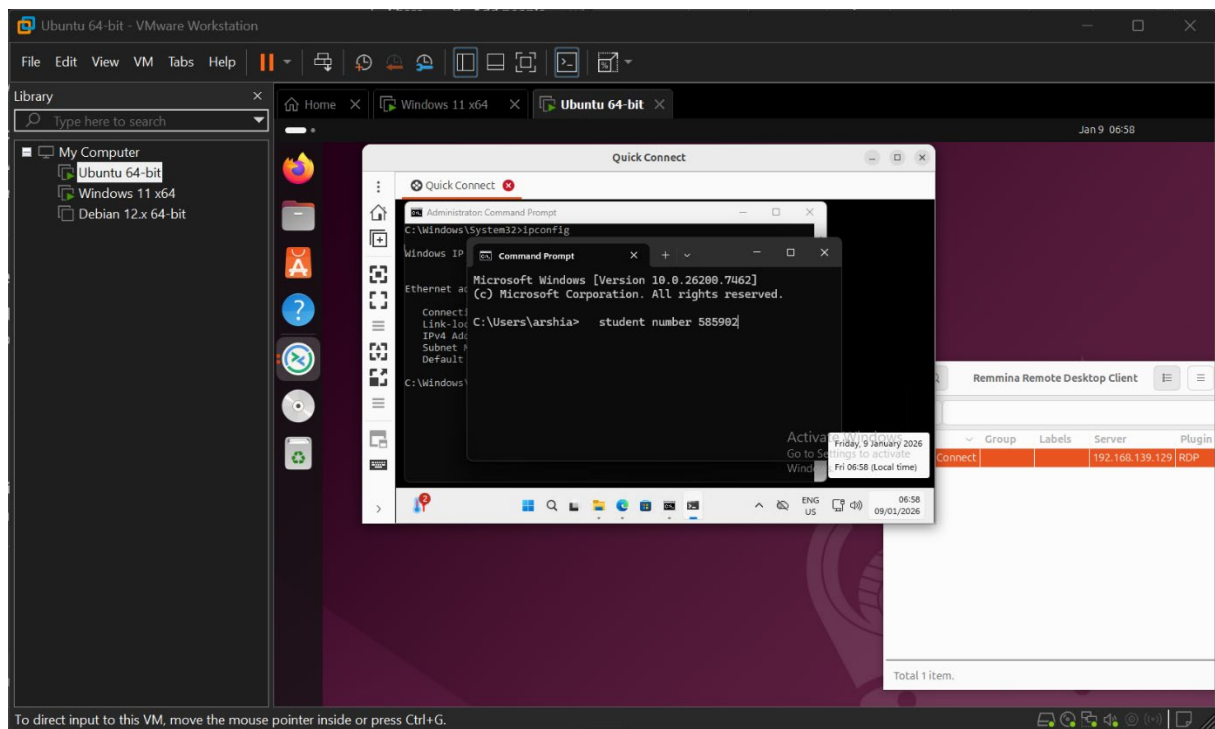 Ubuntu 64-bit - VMware Workstation
File Edit View VM Tabs Help
Library
Type here to search
My Computer
Ubuntu 64-bit
Windows 11 x64
Debian 12.x 64-bit
Home
Windows 11 x64
Ubuntu 64-bit
Jan 9 06:58
Quick Connect
Quick Connect
Administrator: Command Prompt
C:\Windows\System32>ipconfig
Windows IP
Ethernet
Link-loc
Subnet
Default
C:\Windows
Command Prompt
Microsoft Windows [Version 10.0.26200.7462]
(c) Microsoft Corporation. All rights reserved.
C:\Users\arshia> student number 585902
Activate Windows
Go to Settings to activate
Friday, 9 January 2026
Fri 06:58 (Local time)
2
ENG
US
06:58
09/01/2026
Remmina Remote Desktop Client
Group Labels Server Plugin
Connect 192.168.139.129 RDP
Total 1 item.
To direct input to this VM, move the mouse pointer inside or press Ctrl+G.